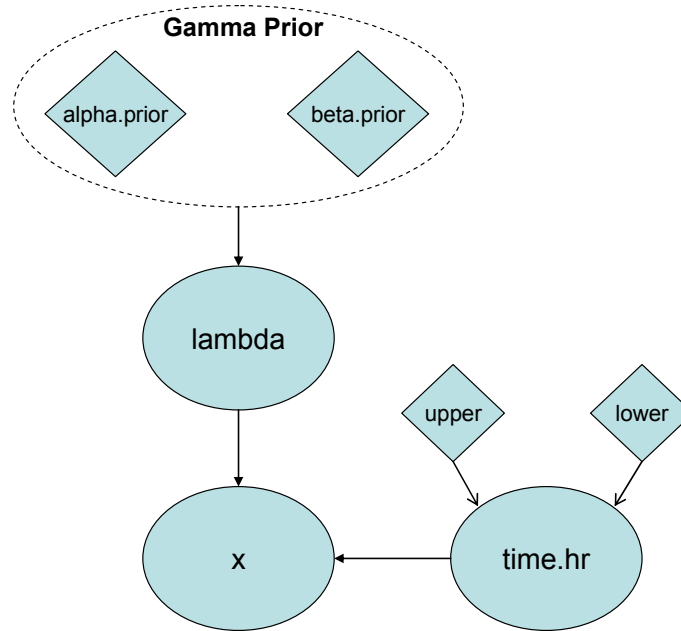 Gamma Prior
alpha.prior
beta.prior
lambda
upper
lower
x
time.hr